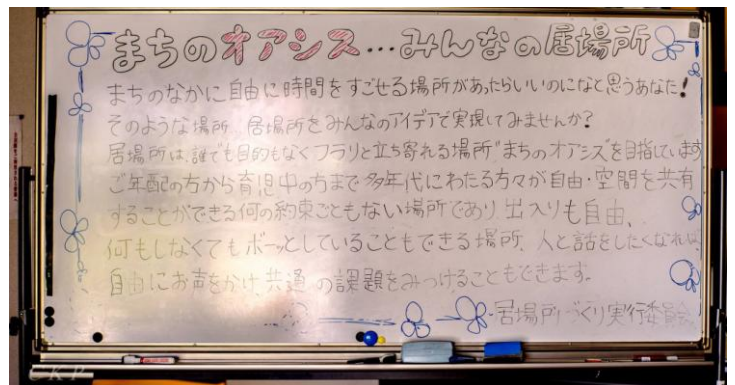 まちのオアシス…みんなの居場所
まちのなかに自由に時間をすごせる場所があったらいいのになと思うあなた!
そのような場所、居場所をみんなのアイデアで実現してみませんか?
居場所は、誰でも目的もなくフラリと立ち寄れる場所"まちのオアシス"を目指しています
ご年配の方から育児中の方まで多年代にわたる方々が自由・空間を共有
することができる何の約束ごともない場所であり、出入りも自由、
何もしなくてもボーッとしていることもできる場所、人と話をしたくなれば、
自由にお声をかけ、共通の課題をみつけることもできます。
居場所づくり実行委員会
CKP